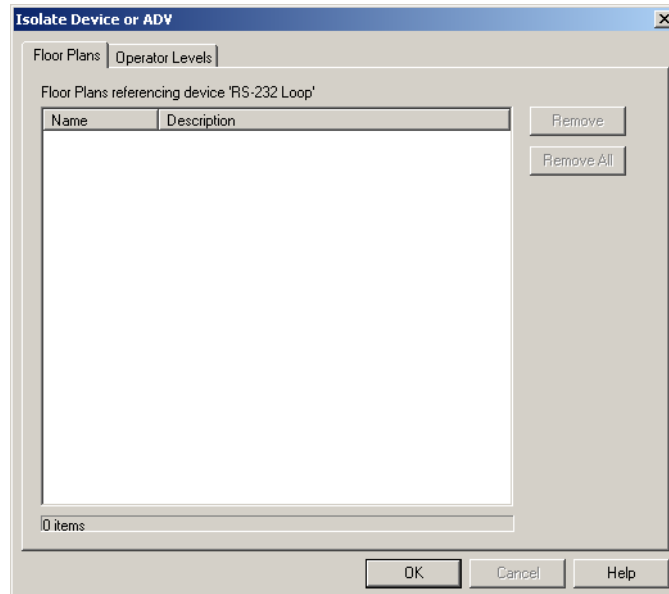 Isolate Device or ADV
Floor Plans Operator Levels
Floor Plans referencing device 'RS-232 Loop'
Name Description
Remove
Remove All
0 items
OK Cancel Help